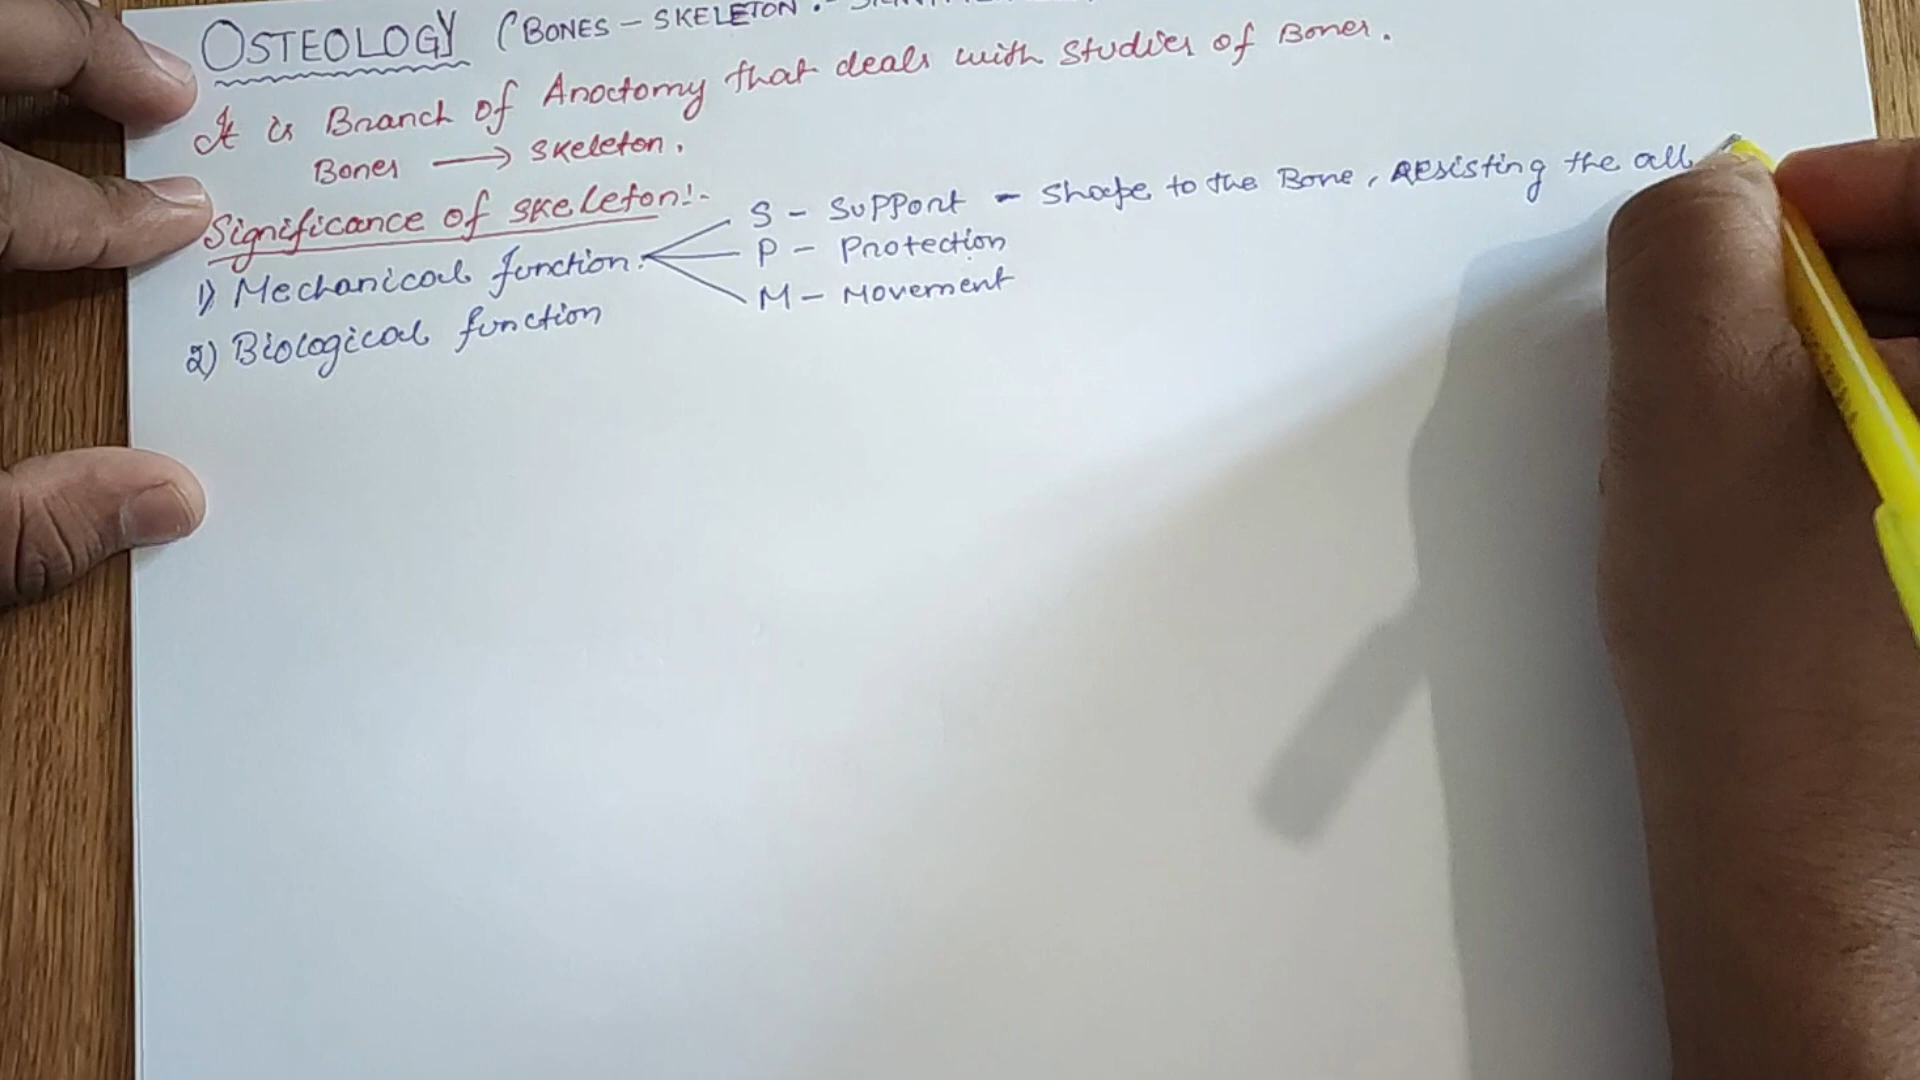 OSTEOLOGY (BONES – SKELETON :-
It is Branch of Anoctomy that deals with Studies of Bones.
Bones → Skeleton.
Significance of skeleton:-
1) Mechanical function:
S – Support – Shape to the Bone, Resisting the all
P – Protection
M – Movement
2) Biological function